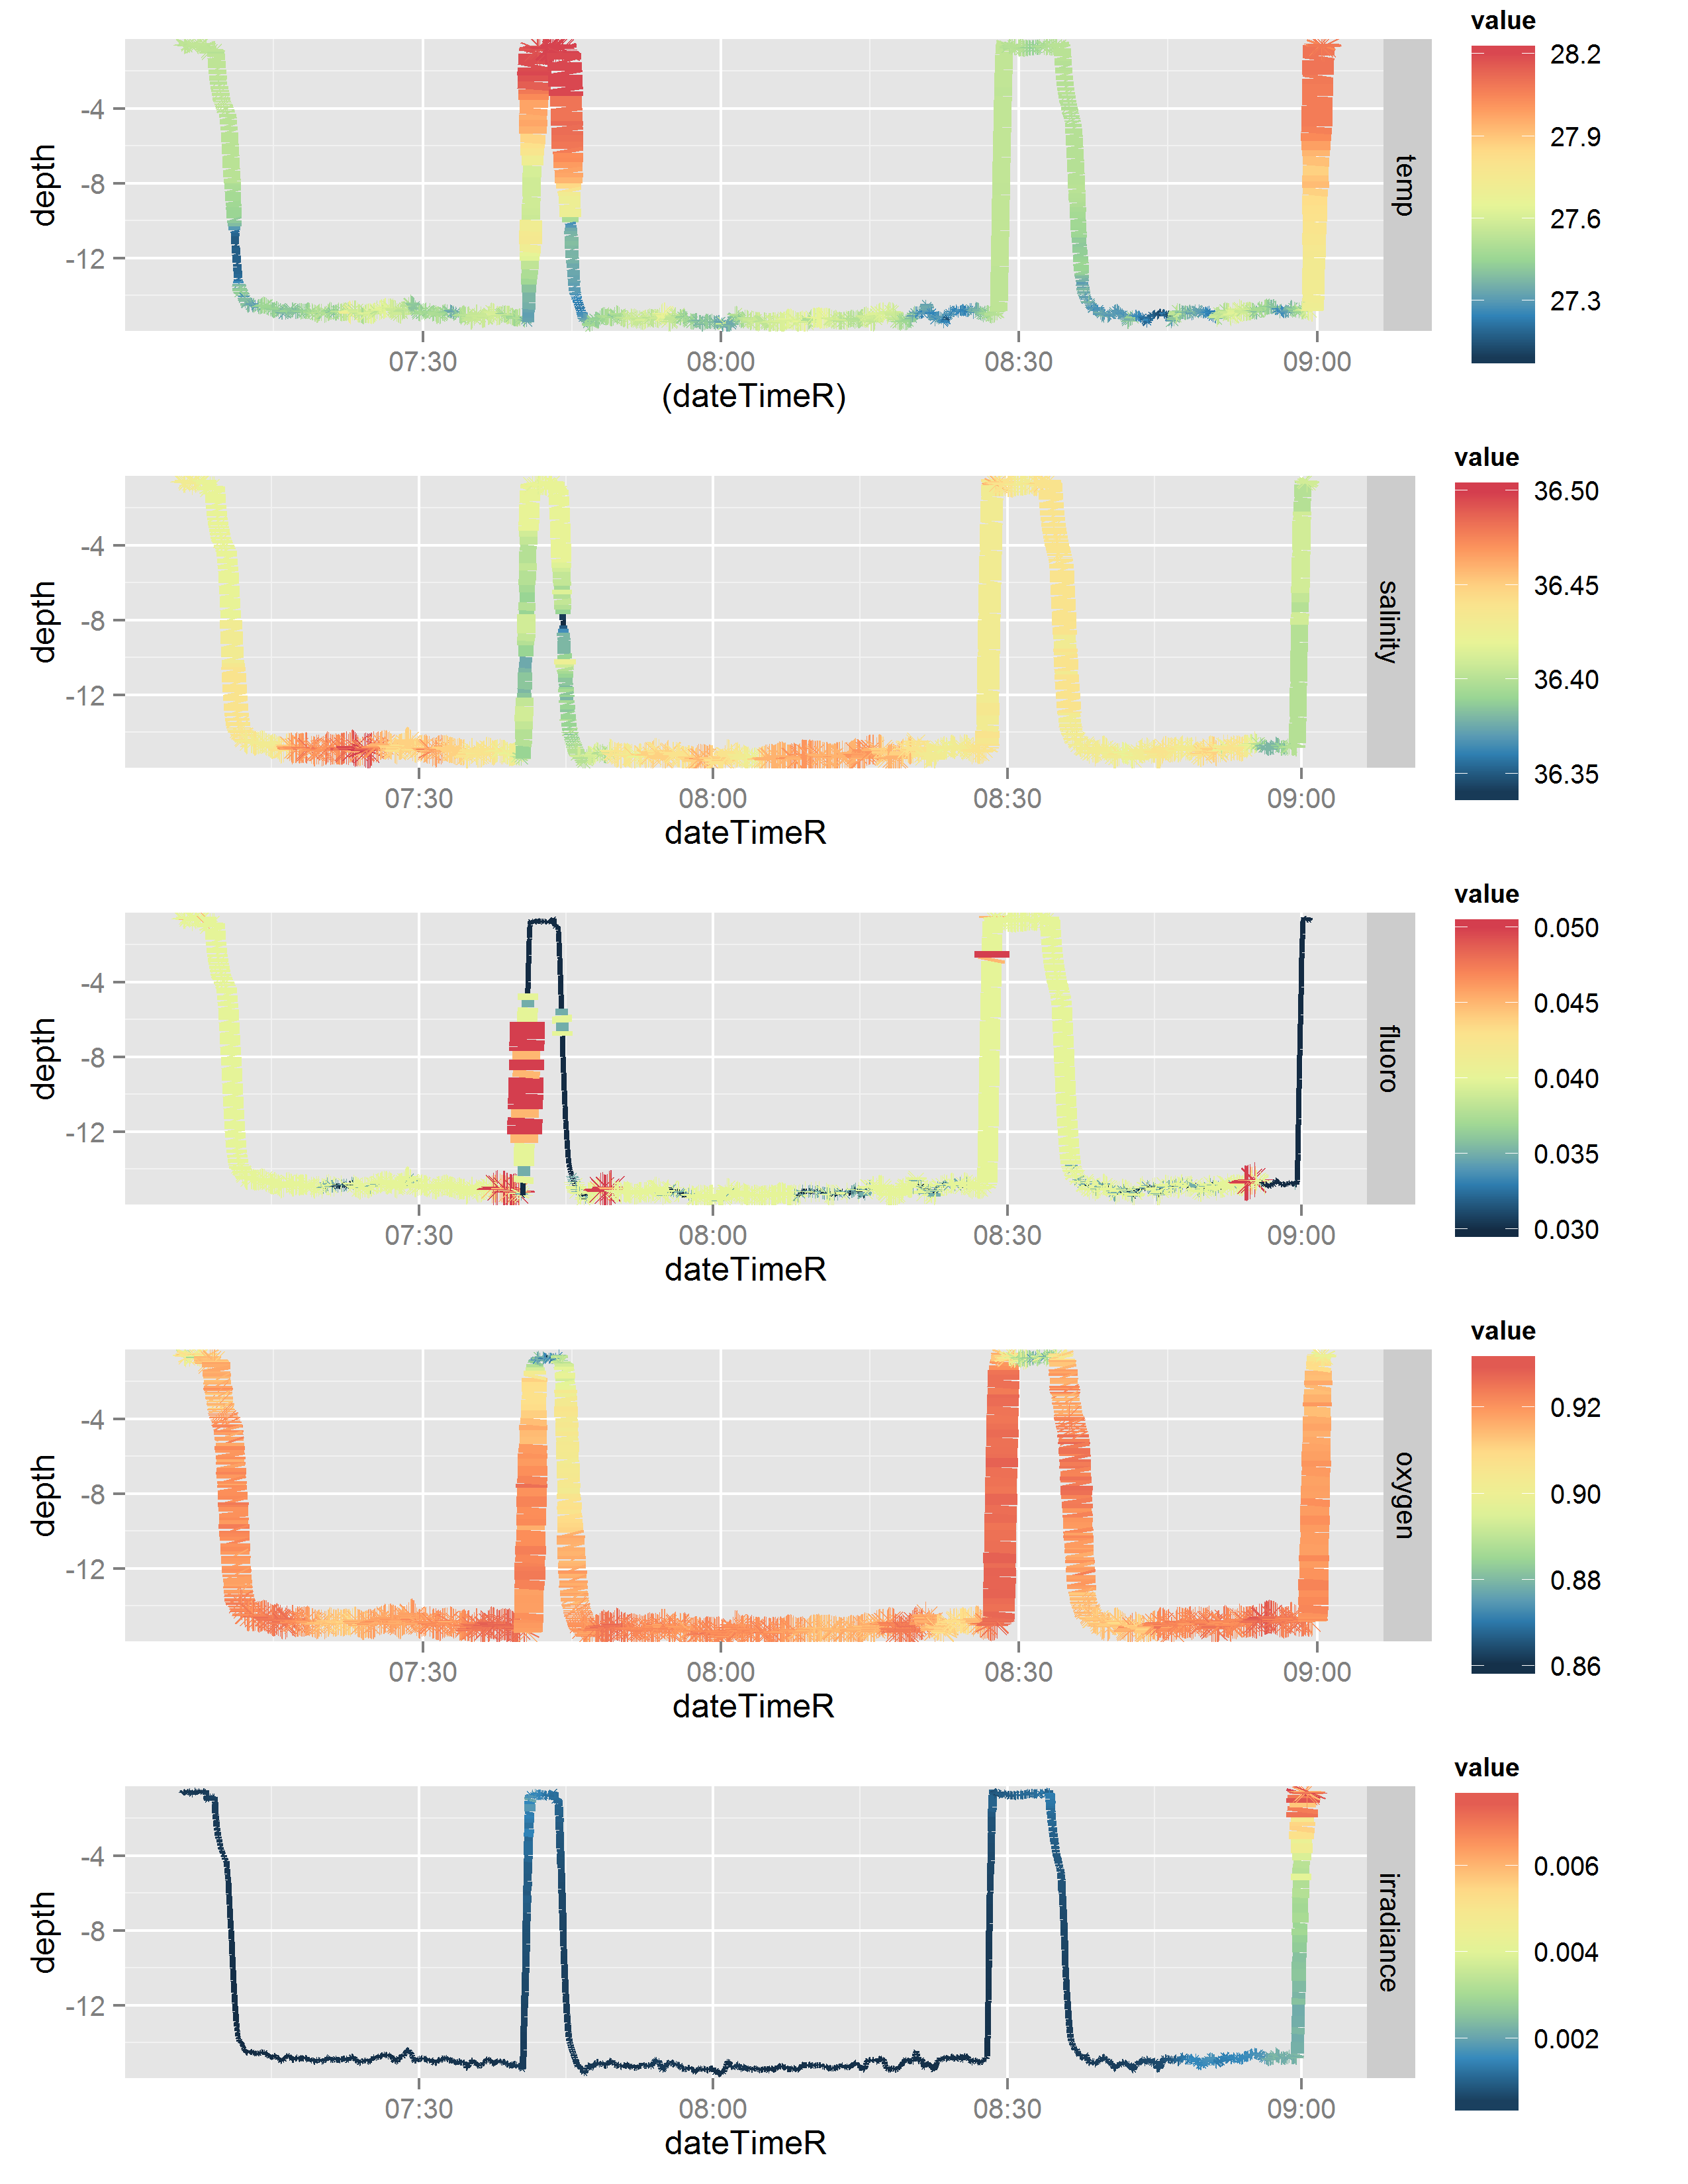 value
28.2
27.9
27.6
27.3
depth
-4
-8
-12
temp
07:30 08:00 08:30 09:00
(dateTimeR)
value
36.50
36.45
36.40
36.35
depth
-4
-8
-12
salinity
07:30 08:00 08:30 09:00
dateTimeR
value
0.050
0.045
0.040
0.035
0.030
depth
-4
-8
-12
fluoro
07:30 08:00 08:30 09:00
dateTimeR
value
0.92
0.90
0.88
0.86
depth
-4
-8
-12
oxygen
07:30 08:00 08:30 09:00
dateTimeR
value
0.006
0.004
0.002
depth
-4
-8
-12
irradiance
07:30 08:00 08:30 09:00
dateTimeR